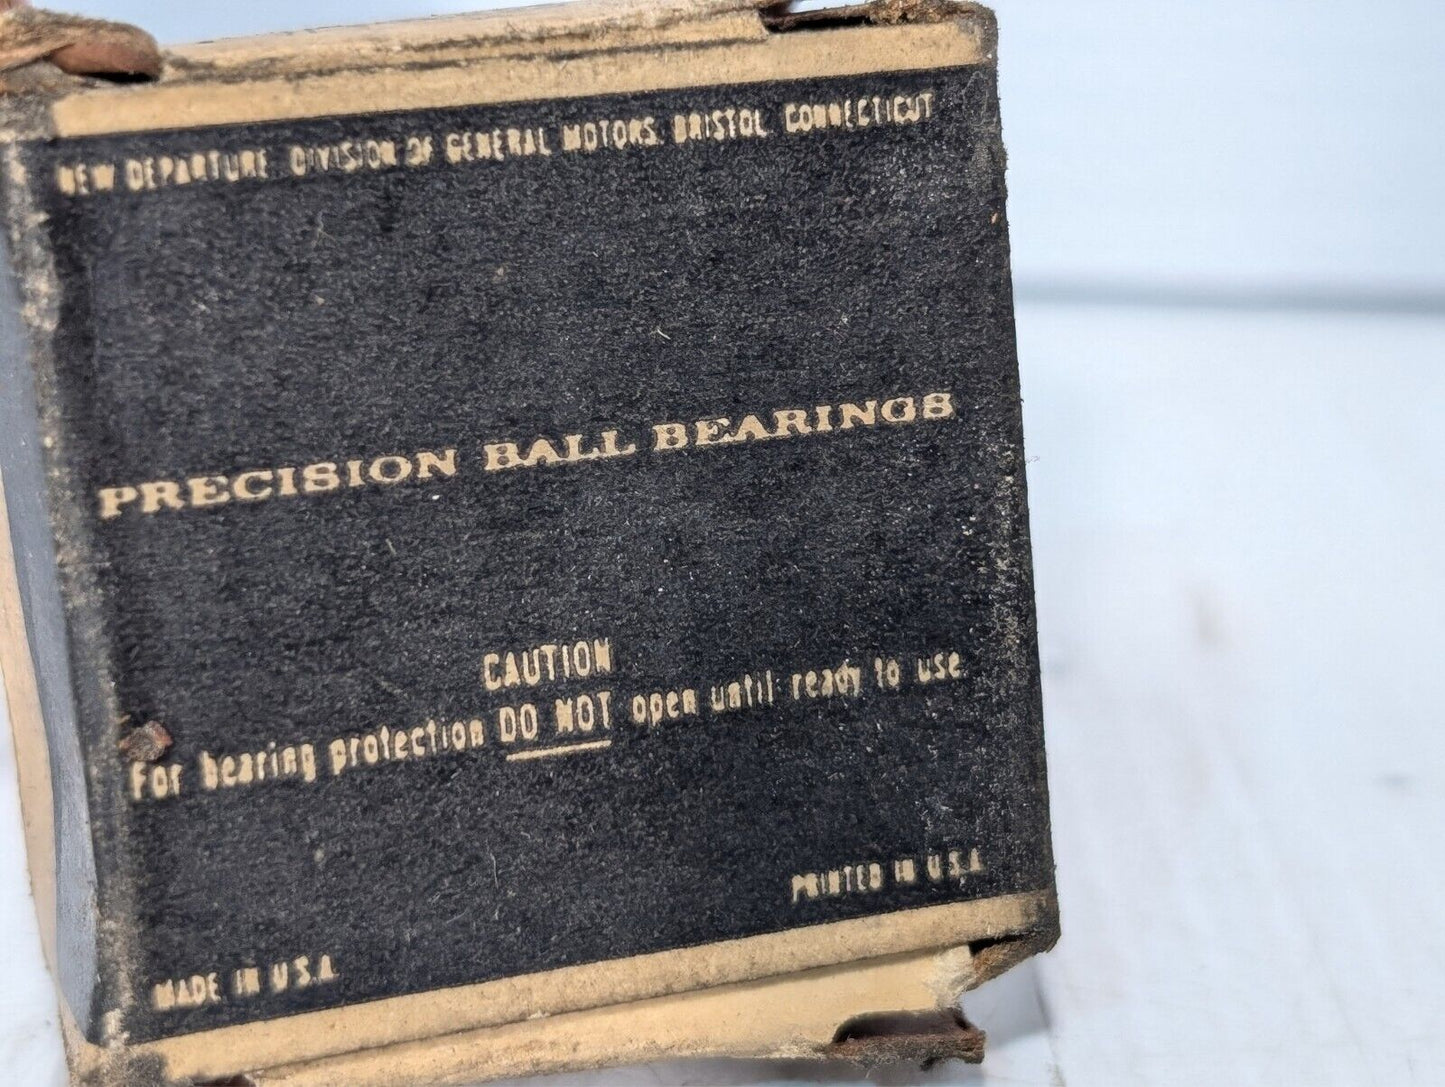 NEW DEPARTURE DIVISION OF GENERAL MOTORS, BRISTOL, CONNECTICUT
PRECISION BALL BEARINGS
CAUTION
For bearing protection DO NOT open until ready to use.
PRINTED IN U.S.A.
MADE IN U.S.A.